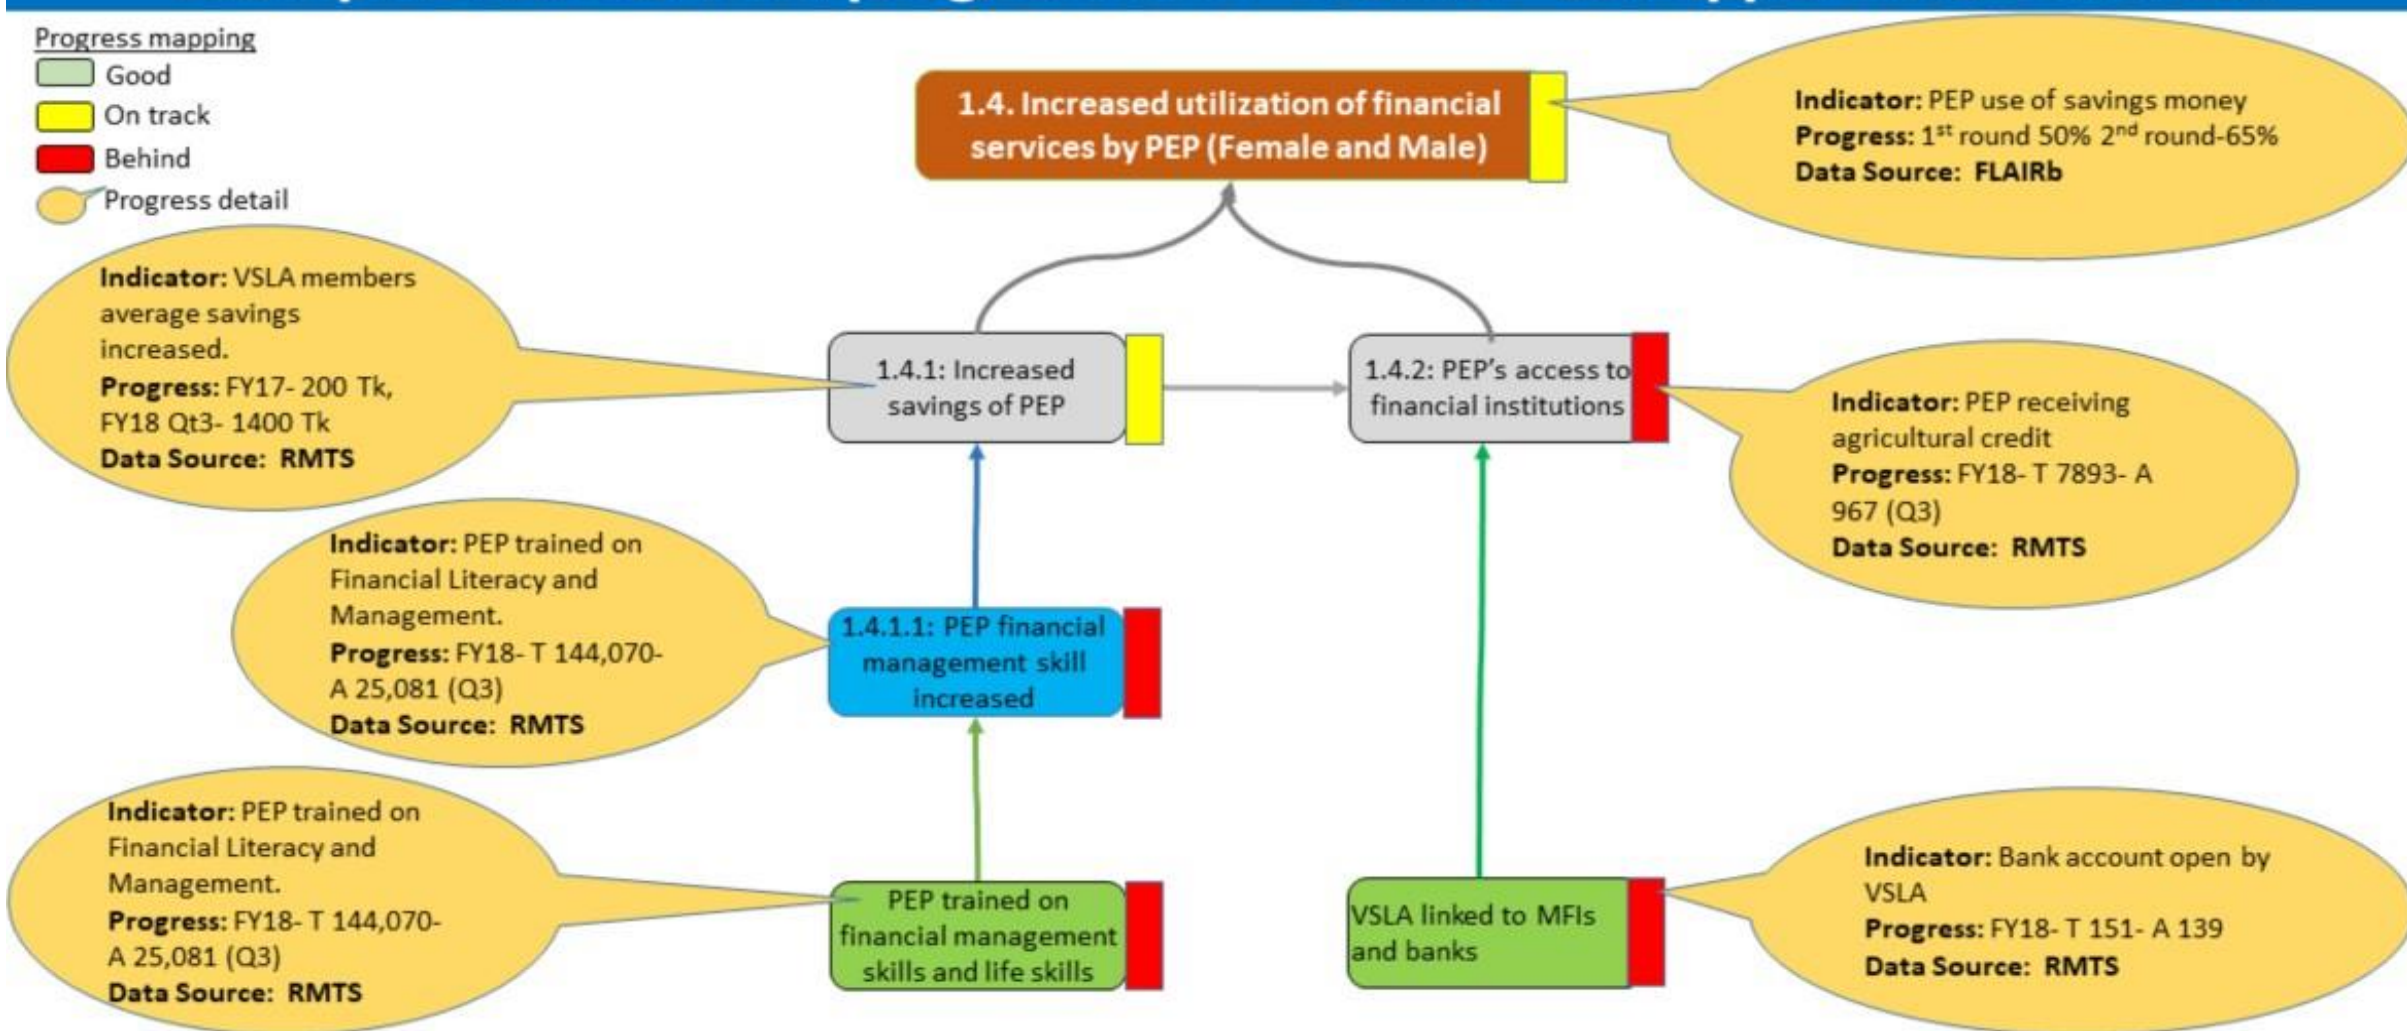 Progress mapping
Good
On track
Behind
Progress detail
1.4. Increased utilization of financial
services by PEP (Female and Male)
Indicator: PEP use of savings money
Progress: 1st round 50% 2nd round-65%
Data Source: FLAIRb
Indicator: VSLA members
average savings
increased.
Progress: FY17- 200 Tk,
FY18 Qt3- 1400 Tk
Data Source: RMTS
1.4.1: Increased
savings of PEP
1.4.2: PEP’s access to
financial institutions
Indicator: PEP receiving
agricultural credit
Progress: FY18- T 7893- A
967 (Q3)
Data Source: RMTS
Indicator: PEP trained on
Financial Literacy and
Management.
Progress: FY18- T 144,070-
A 25,081 (Q3)
Data Source: RMTS
1.4.1.1: PEP financial
management skill
increased
Indicator: PEP trained on
Financial Literacy and
Management.
Progress: FY18- T 144,070-
A 25,081 (Q3)
Data Source: RMTS
PEP trained on
financial management
skills and life skills
VSLA linked to MFIs
and banks
Indicator: Bank account open by
VSLA
Progress: FY18- T 151- A 139
Data Source: RMTS